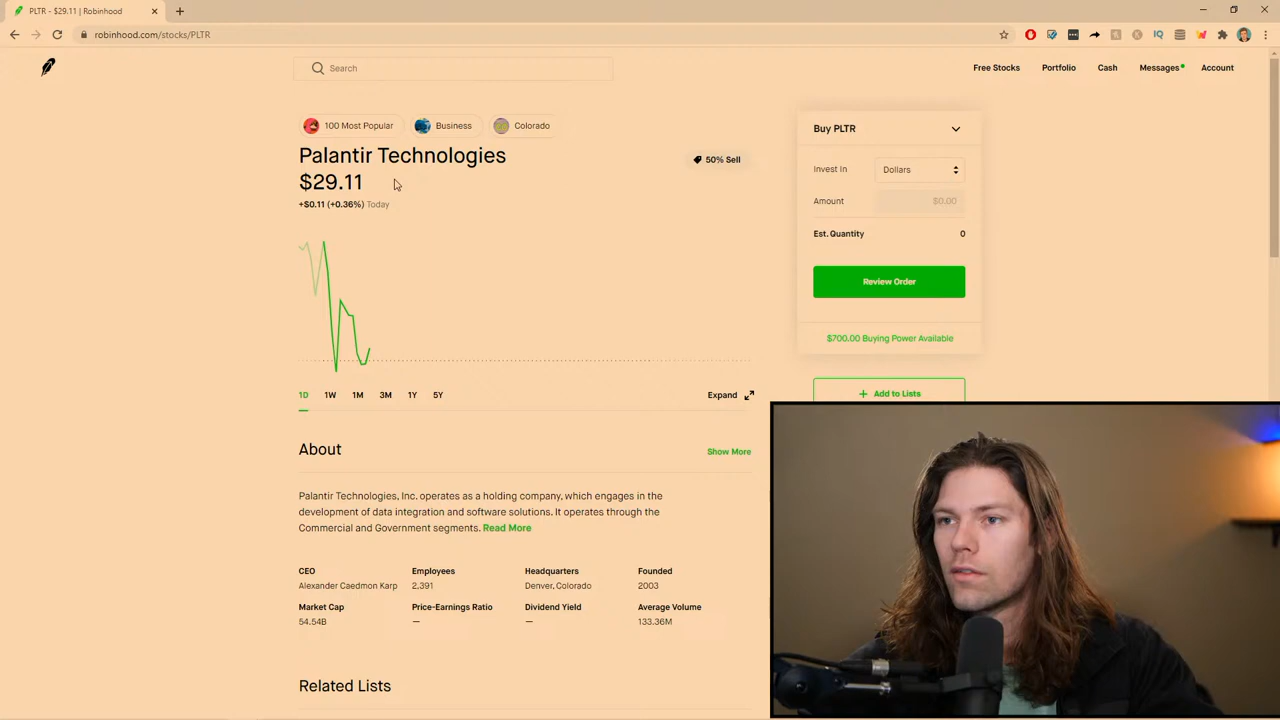 PLTR - $29.11 | Robinhood
robinhood.com/stocks/PLTR
Search
Free Stocks
Portfolio
Cash
Messages
Account
100 Most Popular
Business
Colorado
Palantir Technologies
$29.11
+$0.11 (+0.36%) Today
50% Sell
1D
1W
1M
3M
1Y
5Y
Expand
Buy PLTR
Invest In
Dollars
Amount
$0.00
Est. Quantity
0
Review Order
$700.00 Buying Power Available
+ Add to Lists
About
Show More
Palantir Technologies, Inc. operates as a holding company, which engages in the
development of data integration and software solutions. It operates through the
Commercial and Government segments. Read More
CEO
Alexander Caedmon Karp
Employees
2,391
Headquarters
Denver, Colorado
Founded
2003
Market Cap
54.54B
Price-Earnings Ratio
—
Dividend Yield
—
Average Volume
133.36M
Related Lists